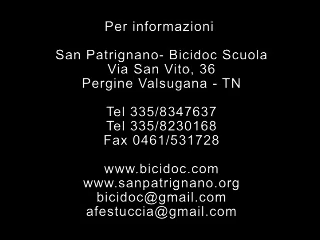 Per informazioni
San Patrignano- Bicidoc Scuola
Via San Vito, 36
Pergine Valsugana - TN
Tel 335/8347637
Tel 335/8230168
Fax 0461/531728
www.bicidoc.com
www.sanpatrignano.org
bicidoc@gmail.com
afestuccia@gmail.com